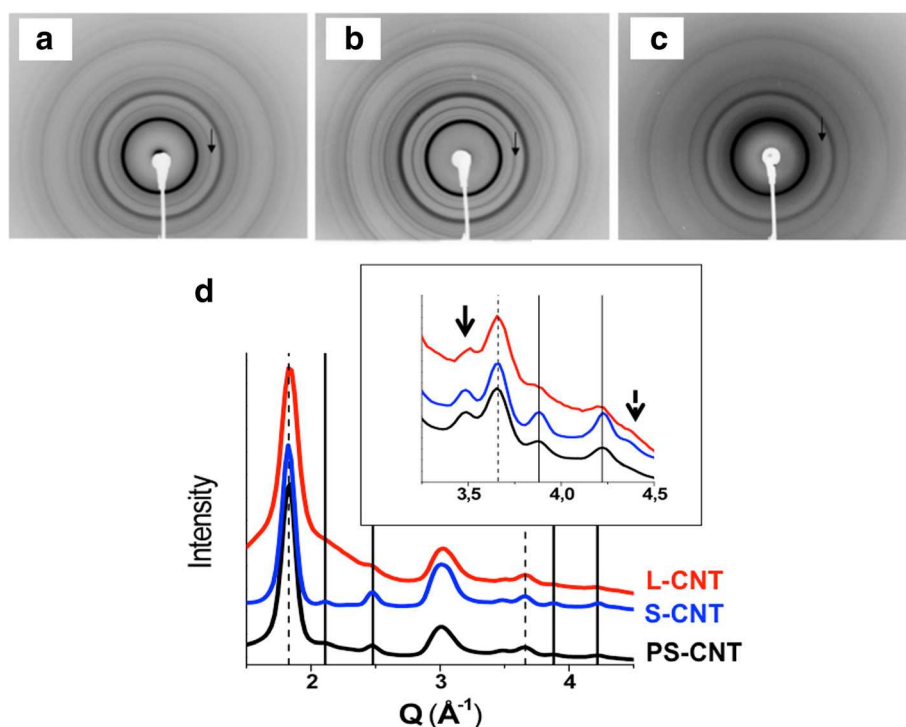 a
b
c
d
3,5
4,0
4,5
L-CNT
S-CNT
PS-CNT
Intensity
2
3
4
Q (Å⁻¹)